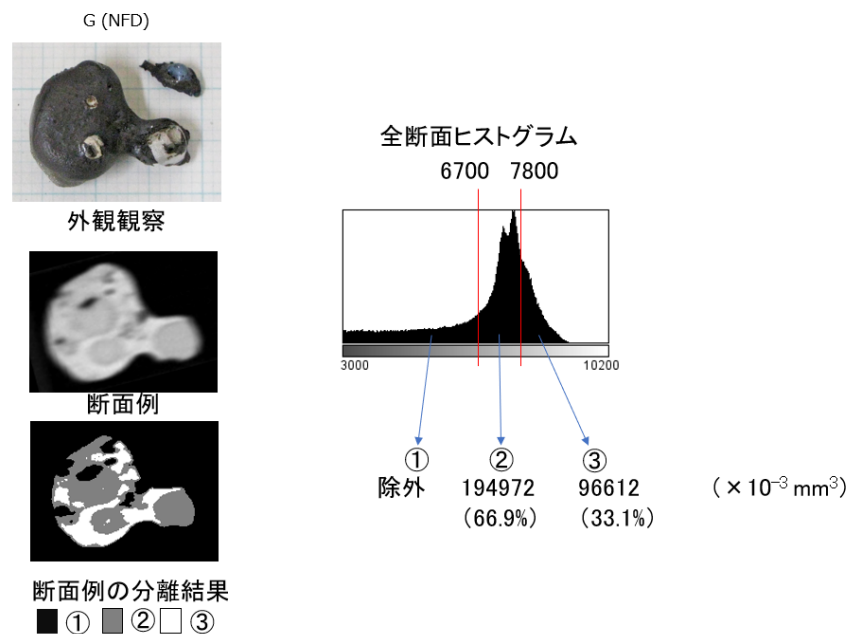 G (NFD)
外観観察
断面例
断面例の分離結果
① ② ③
全断面ヒストグラム
6700 7800
3000 10200
① ② ③
除外 194972 96612 (×10⁻³ mm³)
(66.9%) (33.1%)